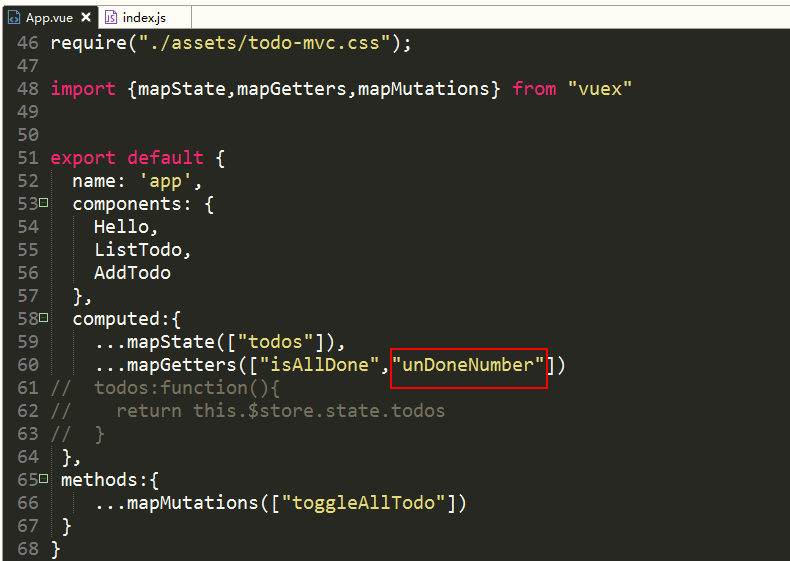 App.vue index.js
46 require("./assets/todo-mvc.css");
47
48 import {mapState,mapGetters,mapMutations} from "vuex"
49
50
51 export default {
52   name: 'app',
53   components: {
54     Hello,
55     ListTodo,
56     AddTodo
57   },
58   computed:{
59     ...mapState(["todos"]),
60     ...mapGetters(["isAllDone","unDoneNumber"])
61 //  todos:function(){
62 //    return this.$store.state.todos
63 //  }
64  },
65  methods:{
66     ...mapMutations(["toggleAllTodo"])
67  }
68 }